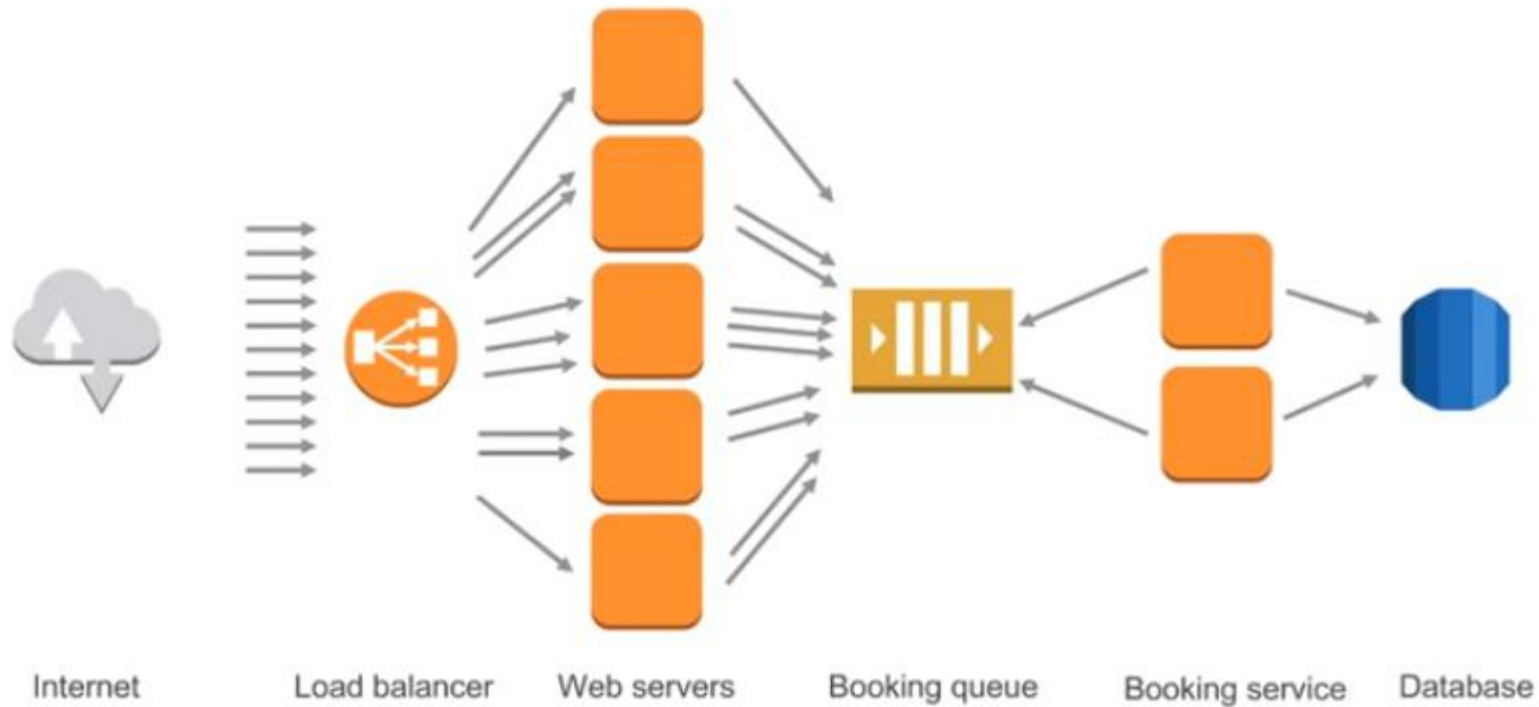 Internet
Load balancer
Web servers
Booking queue
Booking service
Database